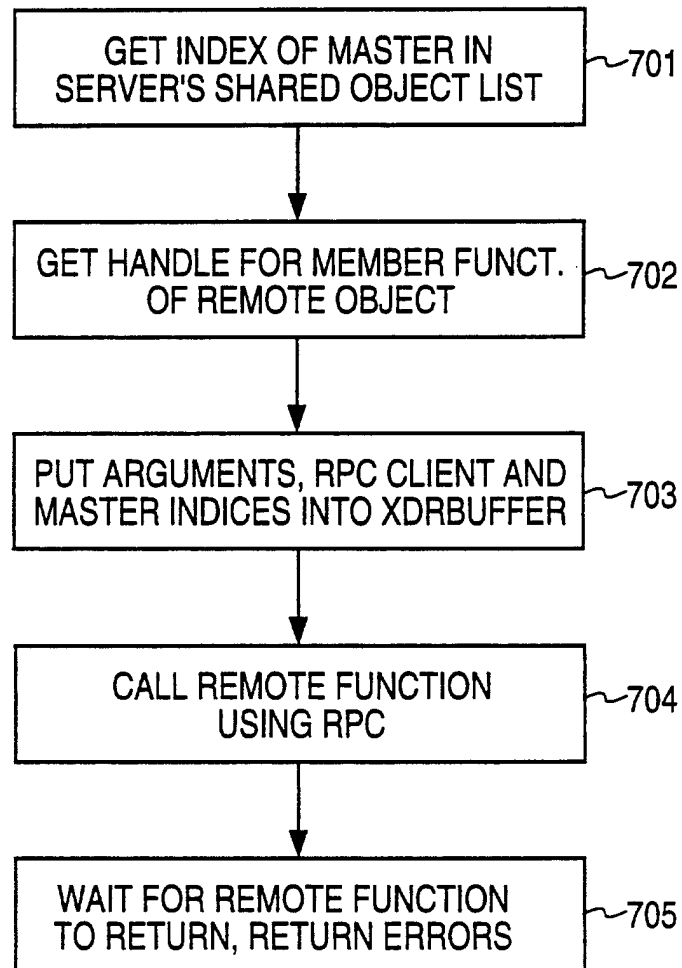 GET INDEX OF MASTER IN
SERVER'S SHARED OBJECT LIST
701
GET HANDLE FOR MEMBER FUNCT.
OF REMOTE OBJECT
702
PUT ARGUMENTS, RPC CLIENT AND
MASTER INDICES INTO XDRBUFFER
703
CALL REMOTE FUNCTION
USING RPC
704
WAIT FOR REMOTE FUNCTION
TO RETURN, RETURN ERRORS
705